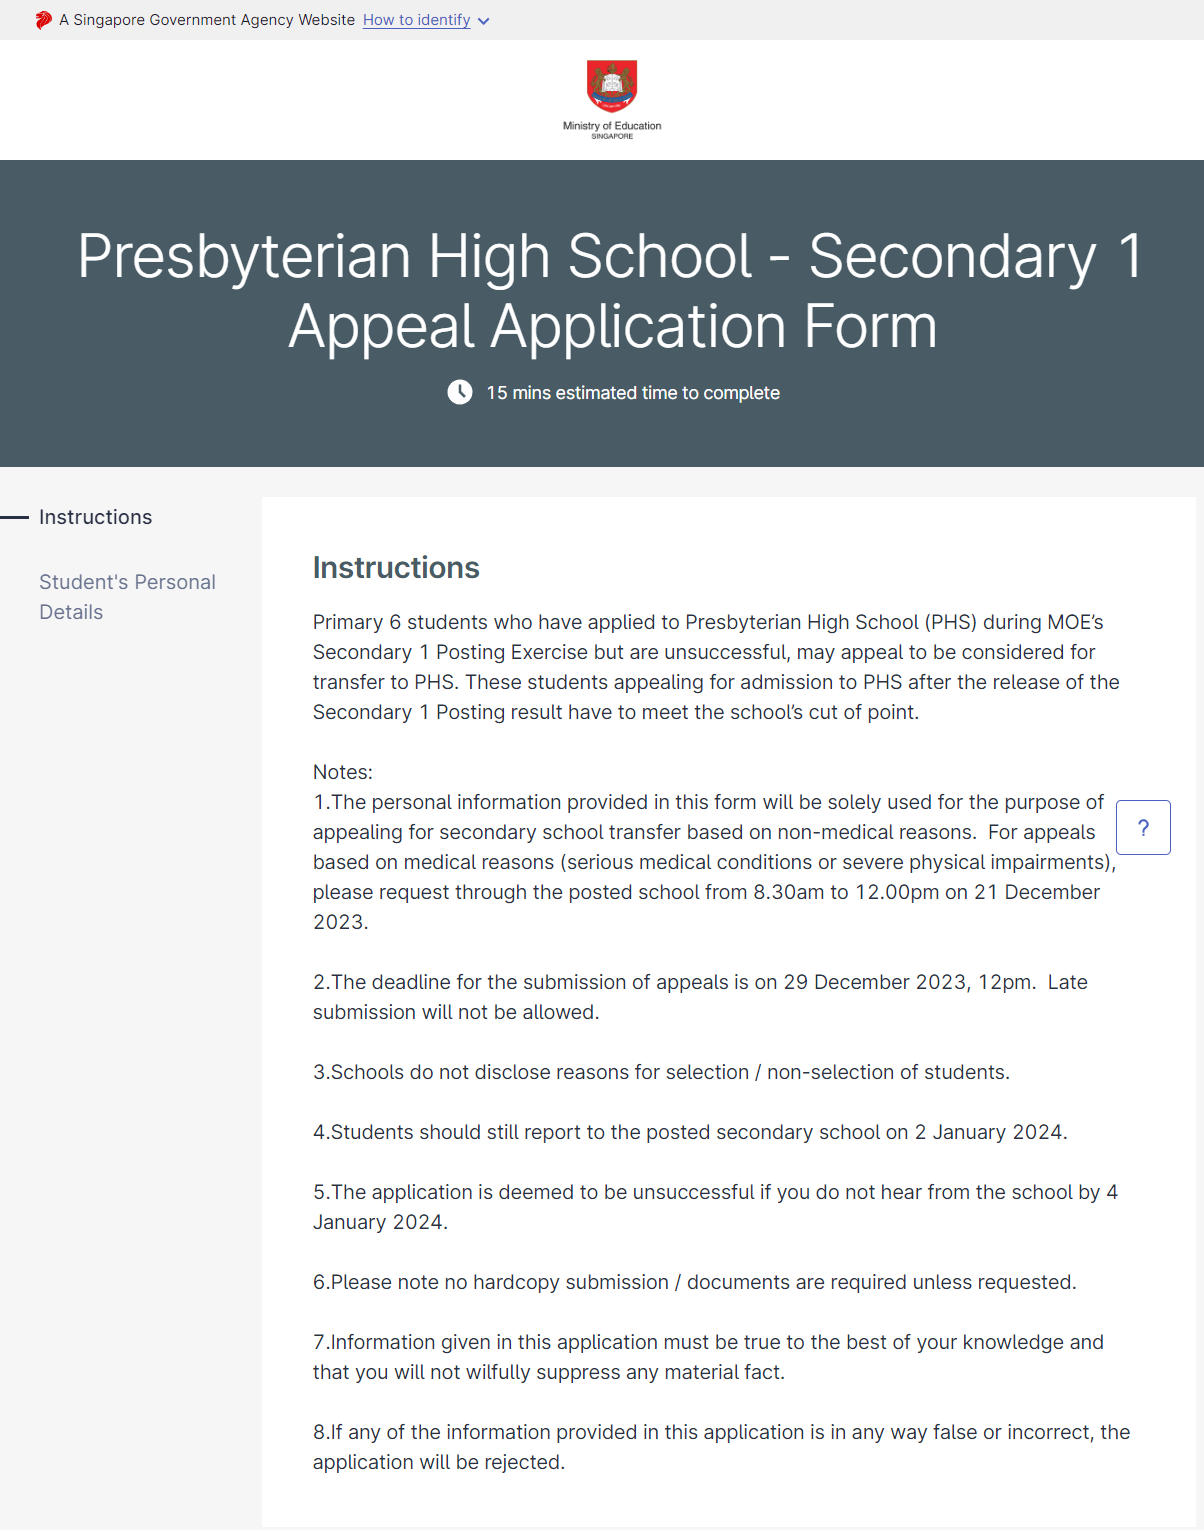 A Singapore Government Agency Website How to identify
Ministry of Education
SINGAPORE
Presbyterian High School - Secondary 1
Appeal Application Form
15 mins estimated time to complete
Instructions
Student's Personal
Details
Instructions
Primary 6 students who have applied to Presbyterian High School (PHS) during MOE’s
Secondary 1 Posting Exercise but are unsuccessful, may appeal to be considered for
transfer to PHS. These students appealing for admission to PHS after the release of the
Secondary 1 Posting result have to meet the school’s cut of point.
Notes:
1.The personal information provided in this form will be solely used for the purpose of
appealing for secondary school transfer based on non-medical reasons.  For appeals
based on medical reasons (serious medical conditions or severe physical impairments),
please request through the posted school from 8.30am to 12.00pm on 21 December
2023.
?
2.The deadline for the submission of appeals is on 29 December 2023, 12pm.  Late
submission will not be allowed.
3.Schools do not disclose reasons for selection / non-selection of students.
4.Students should still report to the posted secondary school on 2 January 2024.
5.The application is deemed to be unsuccessful if you do not hear from the school by 4
January 2024.
6.Please note no hardcopy submission / documents are required unless requested.
7.Information given in this application must be true to the best of your knowledge and
that you will not wilfully suppress any material fact.
8.If any of the information provided in this application is in any way false or incorrect, the
application will be rejected.